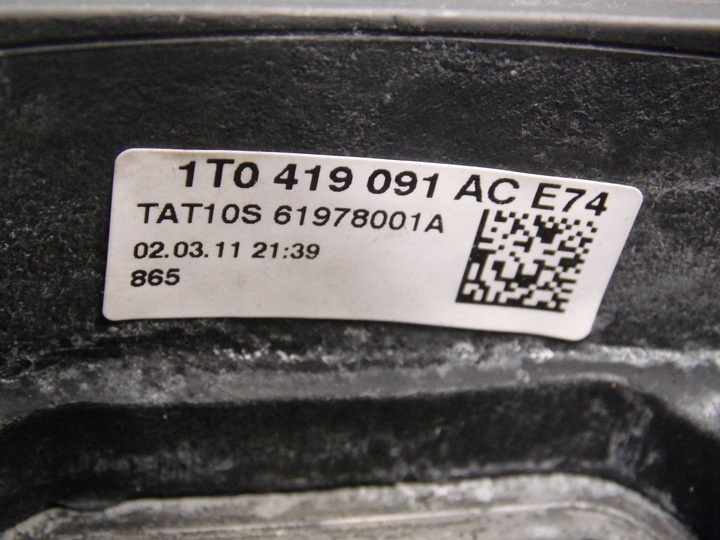 1T0 419 091 AC E74
TAT10S 61978001A
02.03.11 21:39
865